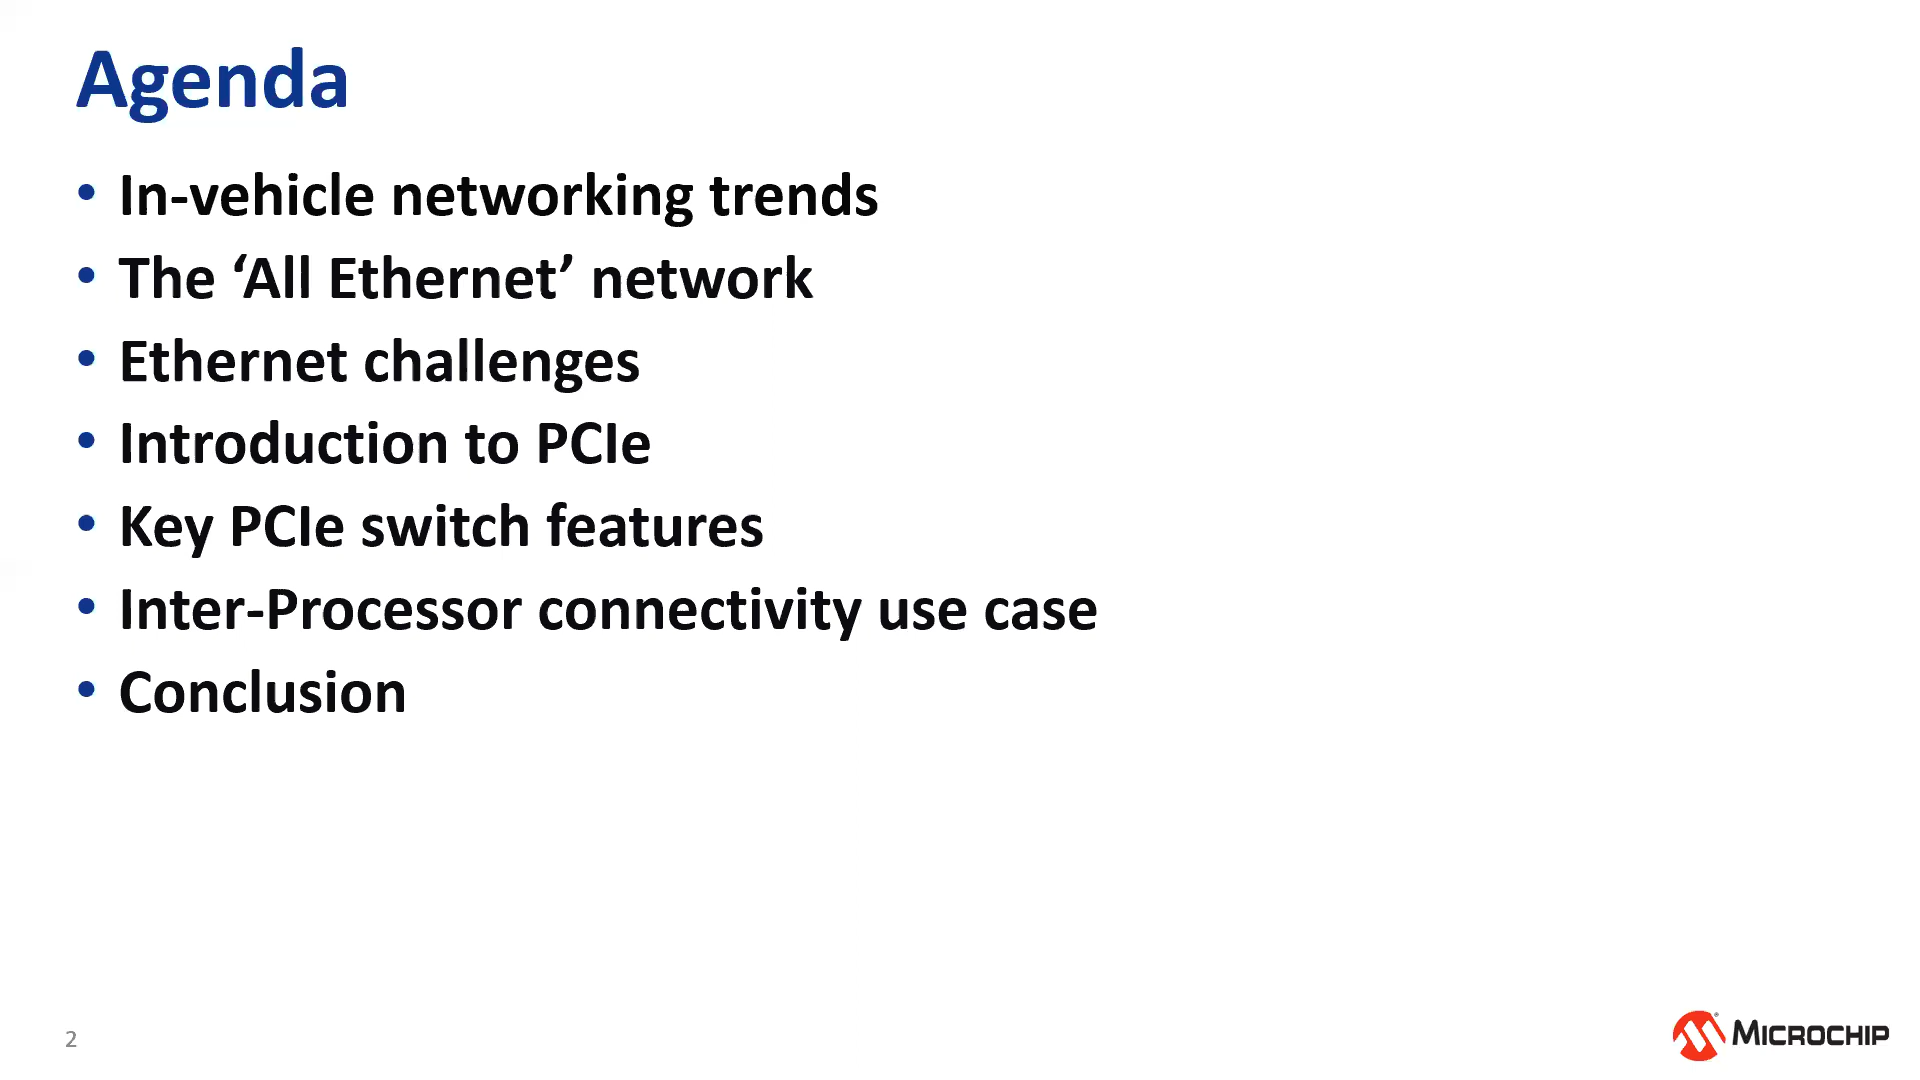 Agenda
• In-vehicle networking trends
• The ‘All Ethernet’ network
• Ethernet challenges
• Introduction to PCIe
• Key PCIe switch features
• Inter-Processor connectivity use case
• Conclusion
2
MICROCHIP